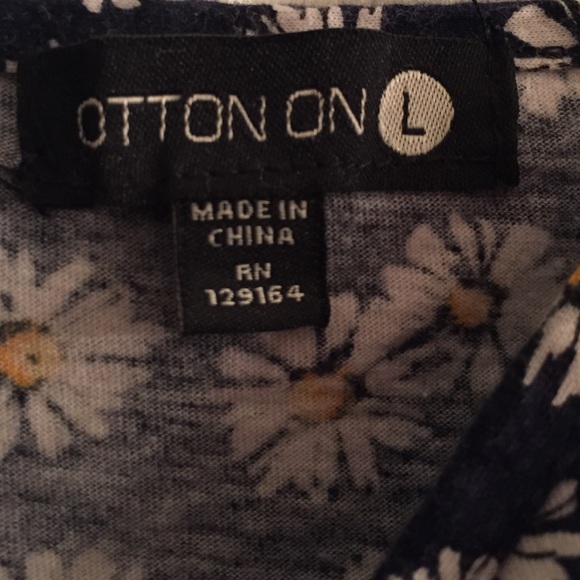 OTTON ON L
MADE IN
CHINA
RN
129164